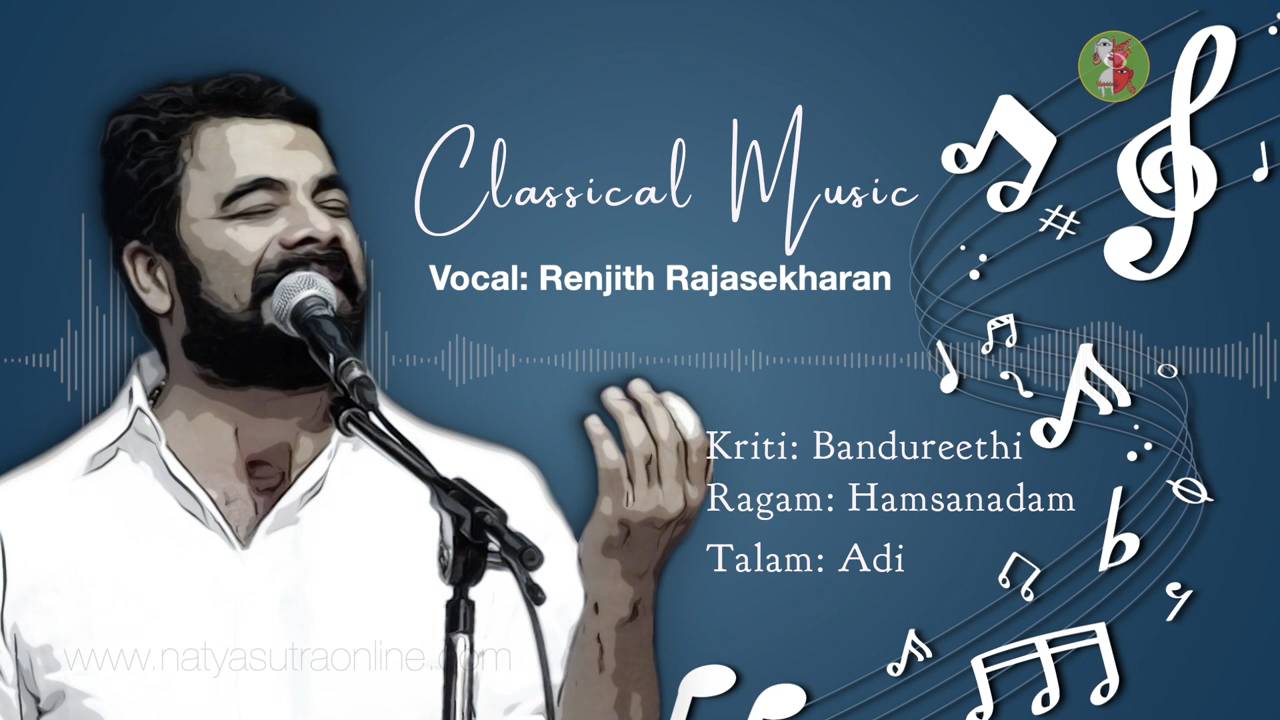 Classical Music
Vocal: Renjith Rajasekharan
Kriti: Bandureethi
Ragam: Hamsanadam
Talam: Adi
www.natyasutraonline.com